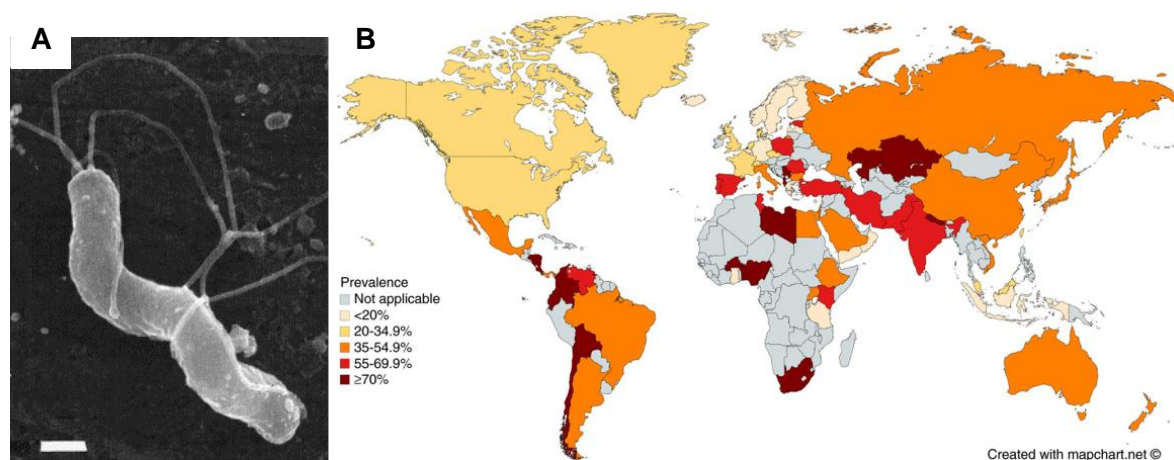 A
B
Prevalence
Not applicable
<20%
20-34.9%
35-54.9%
55-69.9%
≥70%
Created with mapchart.net ©